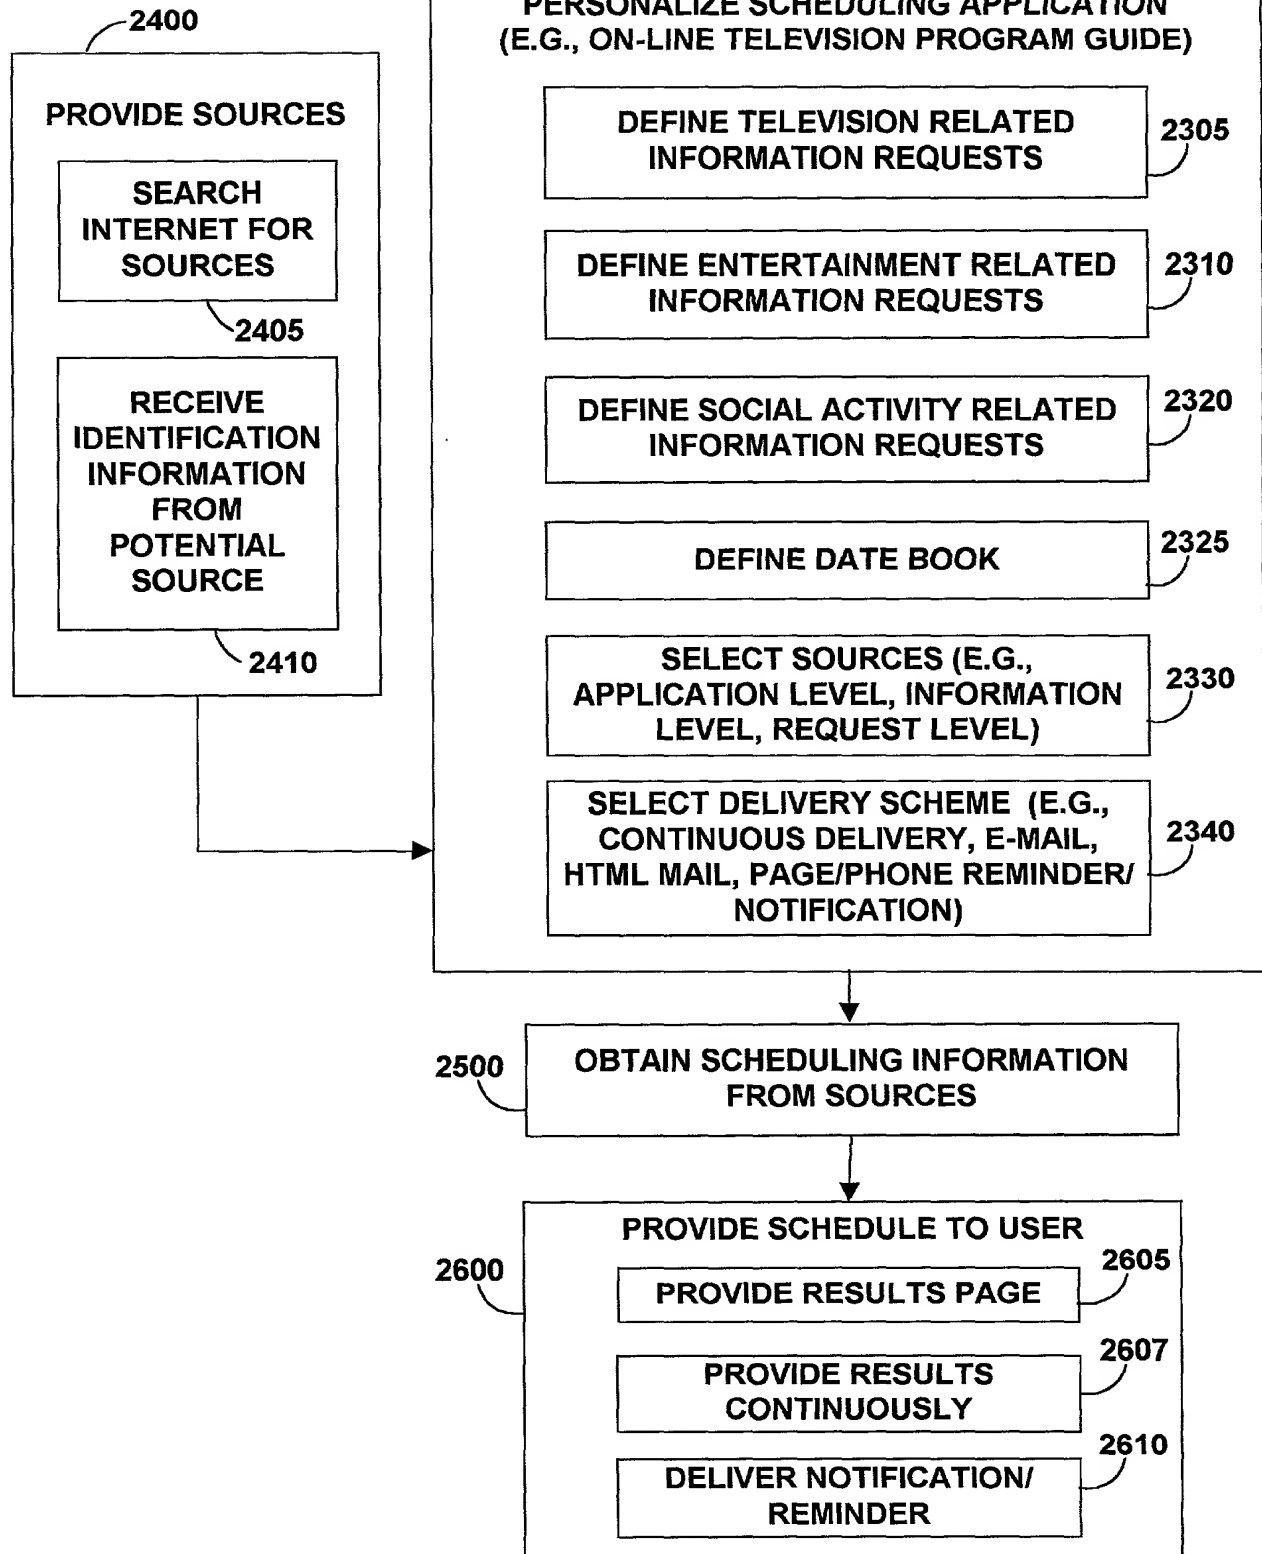 2400
PROVIDE SOURCES
SEARCH
INTERNET FOR
SOURCES
2405
RECEIVE
IDENTIFICATION
INFORMATION
FROM
POTENTIAL
SOURCE
2410
PERSONALIZE SCHEDULING APPLICATION
(E.G., ON-LINE TELEVISION PROGRAM GUIDE)
DEFINE TELEVISION RELATED
INFORMATION REQUESTS
2305
DEFINE ENTERTAINMENT RELATED
INFORMATION REQUESTS
2310
DEFINE SOCIAL ACTIVITY RELATED
INFORMATION REQUESTS
2320
DEFINE DATE BOOK
2325
SELECT SOURCES (E.G.,
APPLICATION LEVEL, INFORMATION
LEVEL, REQUEST LEVEL)
2330
SELECT DELIVERY SCHEME (E.G.,
CONTINUOUS DELIVERY, E-MAIL,
HTML MAIL, PAGE/PHONE REMINDER/
NOTIFICATION)
2340
2500
OBTAIN SCHEDULING INFORMATION
FROM SOURCES
2600
PROVIDE SCHEDULE TO USER
PROVIDE RESULTS PAGE
2605
PROVIDE RESULTS
CONTINUOUSLY
2607
DELIVER NOTIFICATION/
REMINDER
2610